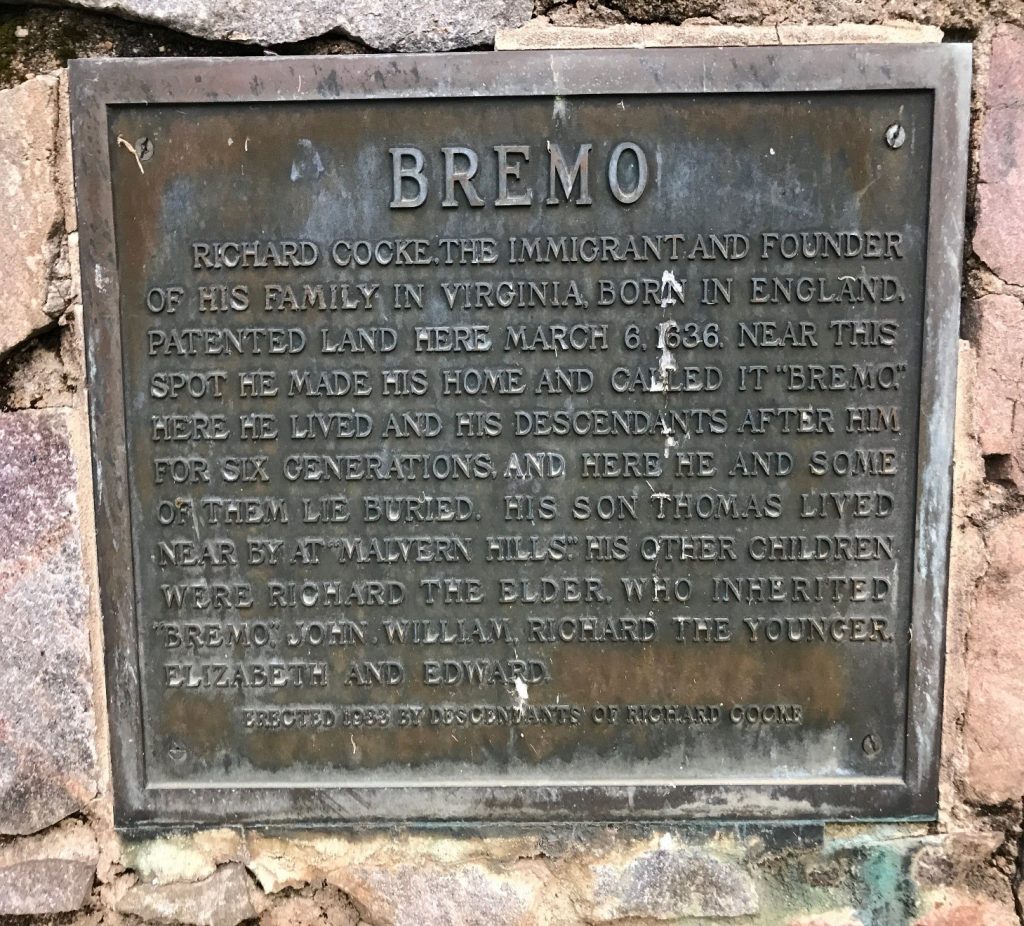 BREMO
RICHARD COCKE, THE IMMIGRANT AND FOUNDER
OF HIS FAMILY IN VIRGINIA, BORN IN ENGLAND,
PATENTED LAND HERE MARCH 6, 1636. NEAR THIS
SPOT HE MADE HIS HOME AND CALLED IT "BREMO."
HERE HE LIVED AND HIS DESCENDANTS AFTER HIM
FOR SIX GENERATIONS, AND HERE HE AND SOME
OF THEM LIE BURIED. HIS SON THOMAS LIVED
NEAR BY AT "MALVERN HILLS." HIS OTHER CHILDREN
WERE RICHARD THE ELDER, WHO INHERITED
"BREMO," JOHN, WILLIAM, RICHARD THE YOUNGER,
ELIZABETH AND EDWARD.
ERECTED 1933 BY DESCENDANTS OF RICHARD COCKE